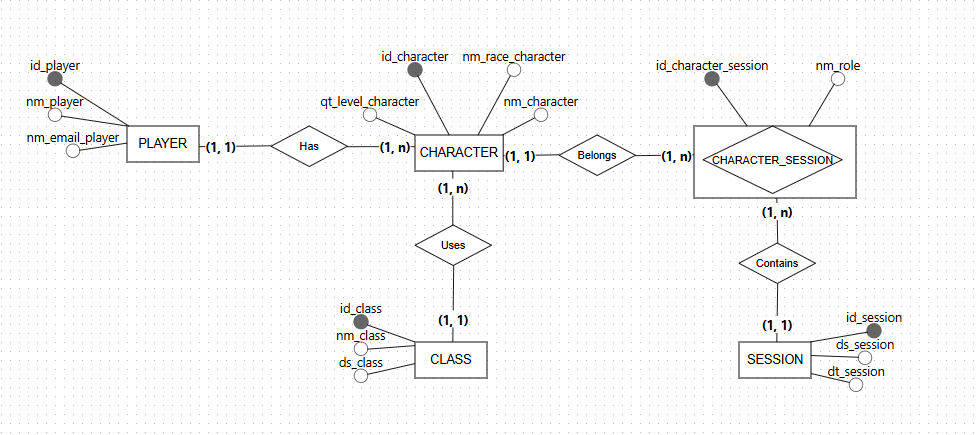 id_player
nm_player
nm_email_player
PLAYER
(1, 1)
Has
(1, n)
id_character
nm_race_character
qt_level_character
nm_character
CHARACTER
(1, 1)
Belongs
(1, n)
id_character_session
nm_role
CHARACTER_SESSION
(1, n)
Uses
(1, 1)
id_class
nm_class
ds_class
CLASS
(1, n)
Contains
(1, 1)
id_session
ds_session
dt_session
SESSION